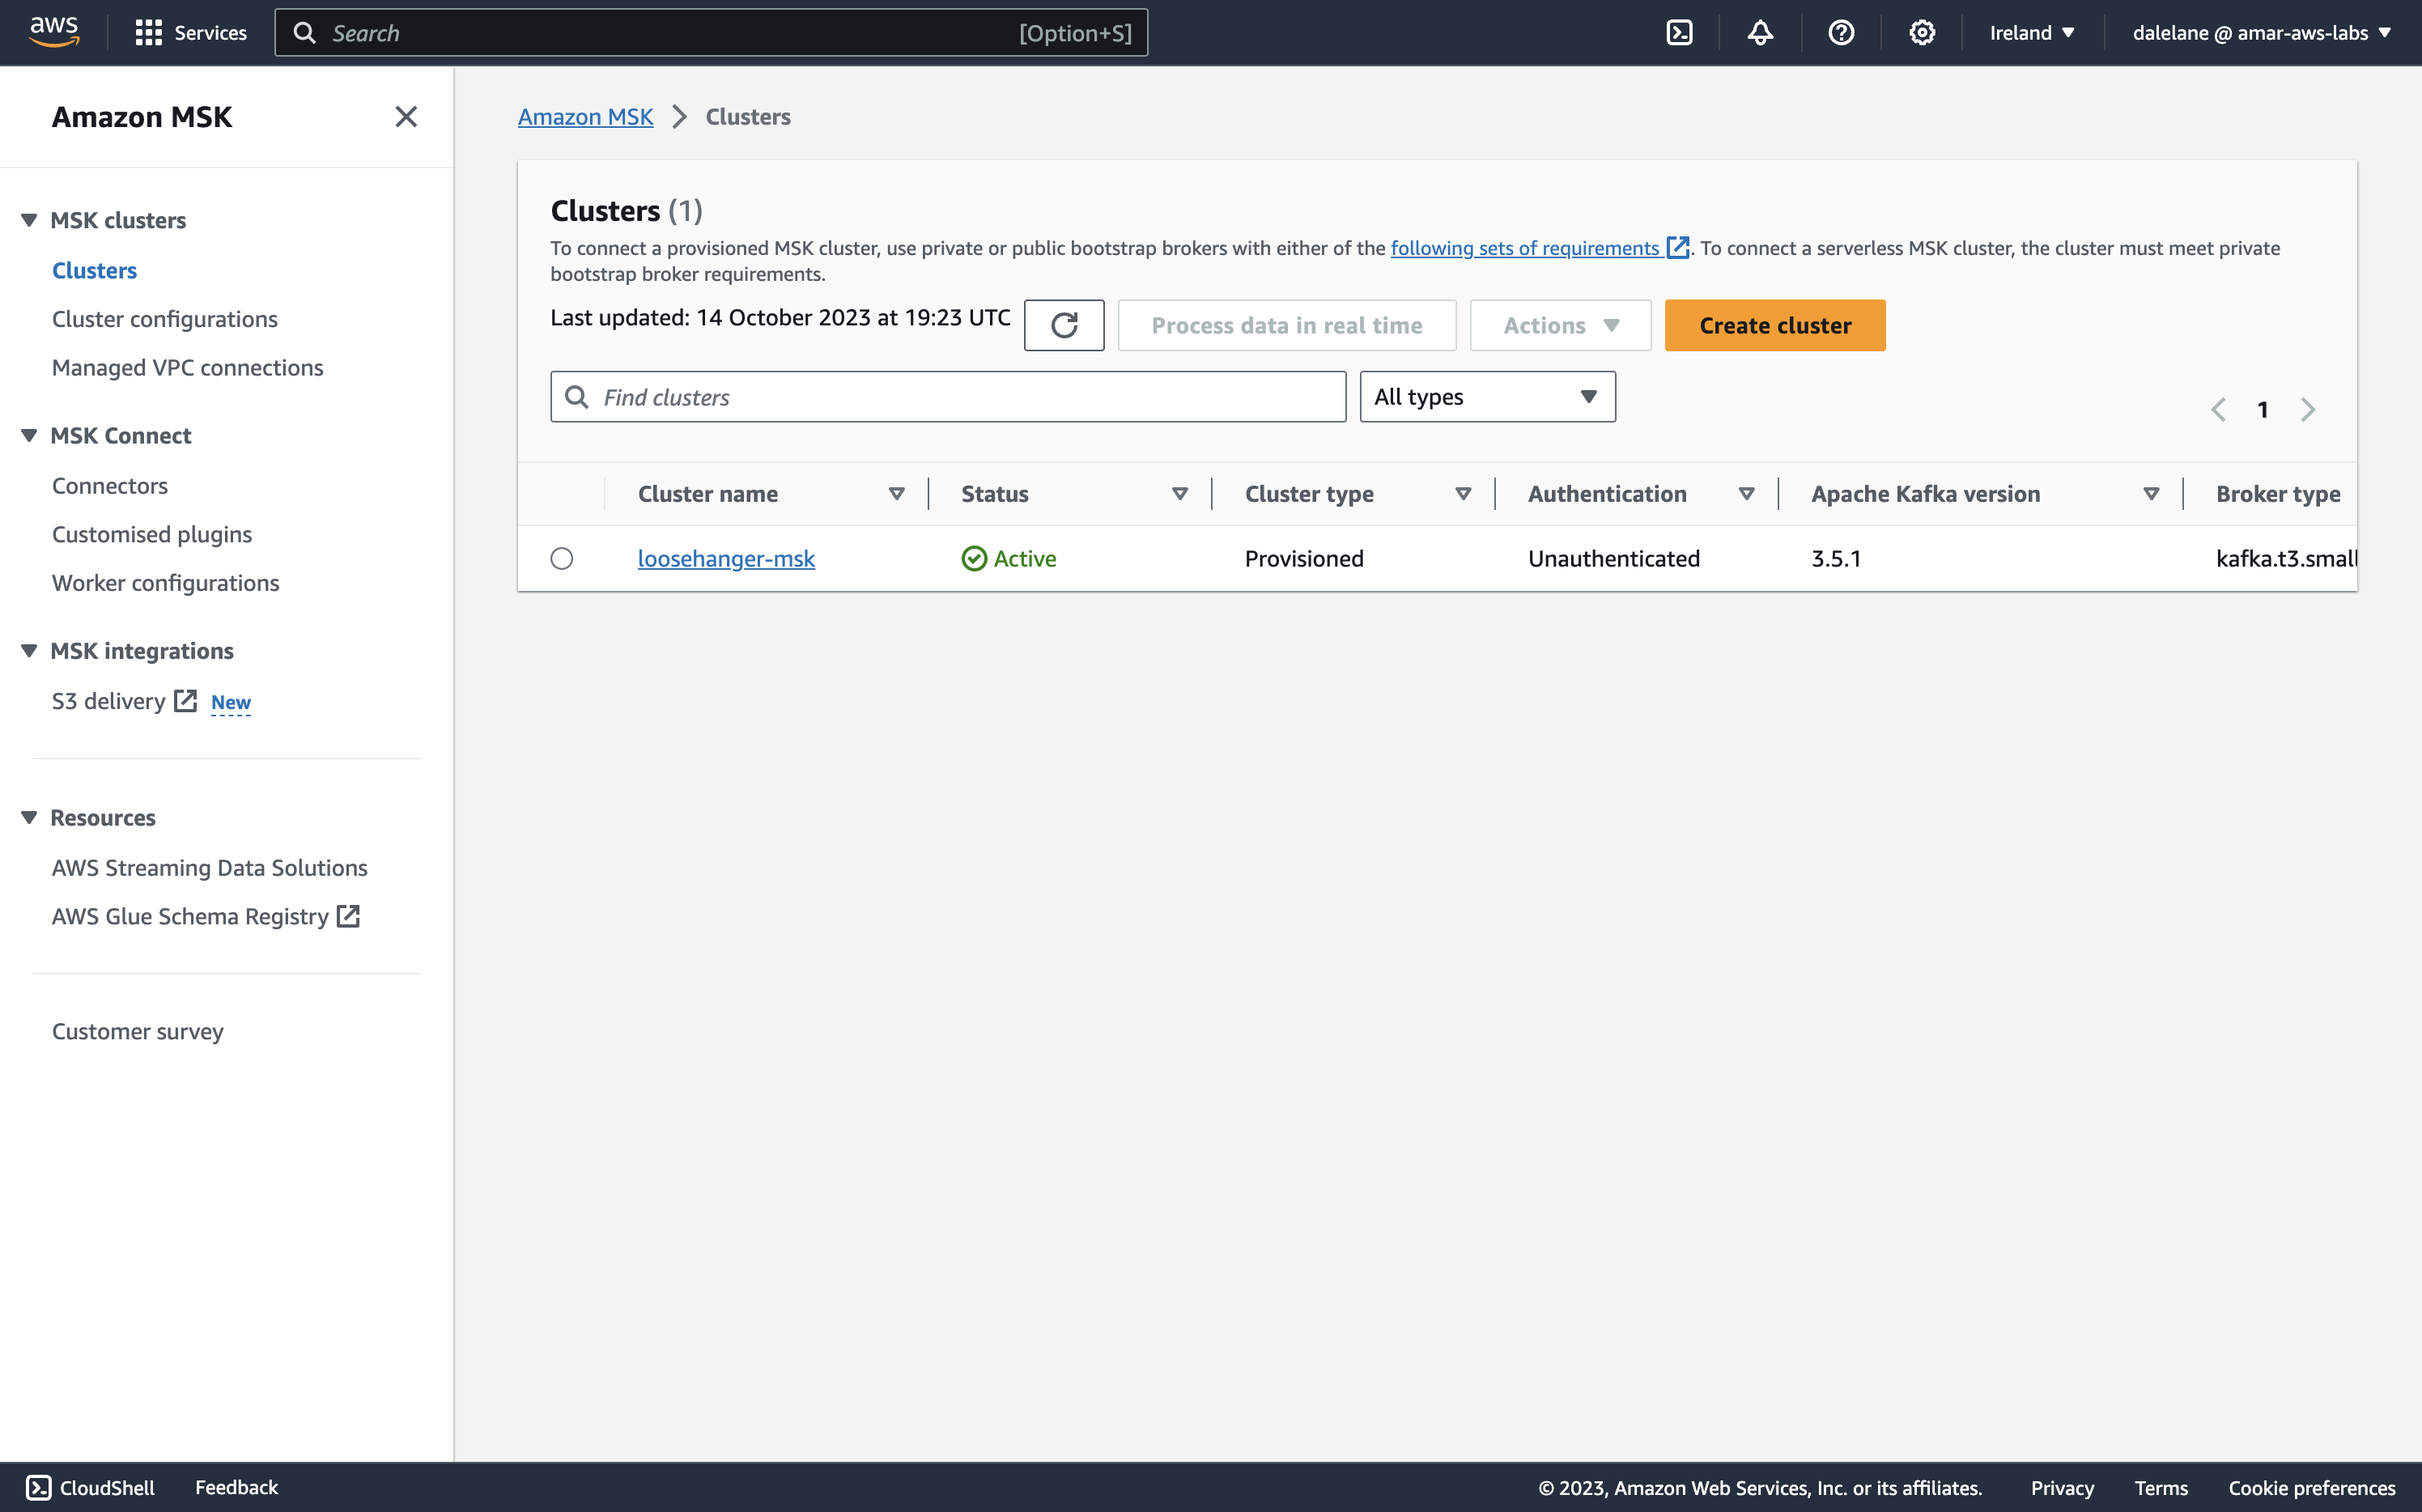 aws
Services
Search
[Option+S]
Ireland
dalelane @ amar-aws-labs
Amazon MSK
MSK clusters
Clusters
Cluster configurations
Managed VPC connections
MSK Connect
Connectors
Customised plugins
Worker configurations
MSK integrations
S3 delivery New
Resources
AWS Streaming Data Solutions
AWS Glue Schema Registry
Customer survey
Amazon MSK > Clusters
Clusters (1)
To connect a provisioned MSK cluster, use private or public bootstrap brokers with either of the following sets of requirements . To connect a serverless MSK cluster, the cluster must meet private
bootstrap broker requirements.
Last updated: 14 October 2023 at 19:23 UTC
Process data in real time
Actions
Create cluster
Find clusters
All types
1
Cluster name Status Cluster type Authentication Apache Kafka version Broker type
loosehanger-msk Active Provisioned Unauthenticated 3.5.1 kafka.t3.small
CloudShell
Feedback
© 2023, Amazon Web Services, Inc. or its affiliates.
Privacy
Terms
Cookie preferences